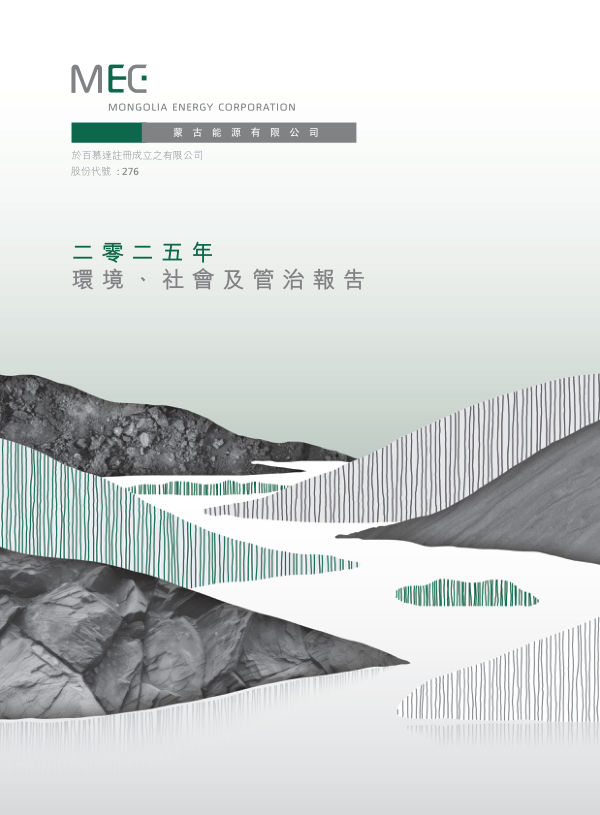 MEC
MONGOLIA ENERGY CORPORATION
蒙古能源有限公司
於百慕達註冊成立之有限公司
股份代號 : 276
二零二五年
環境、社會及管治報告